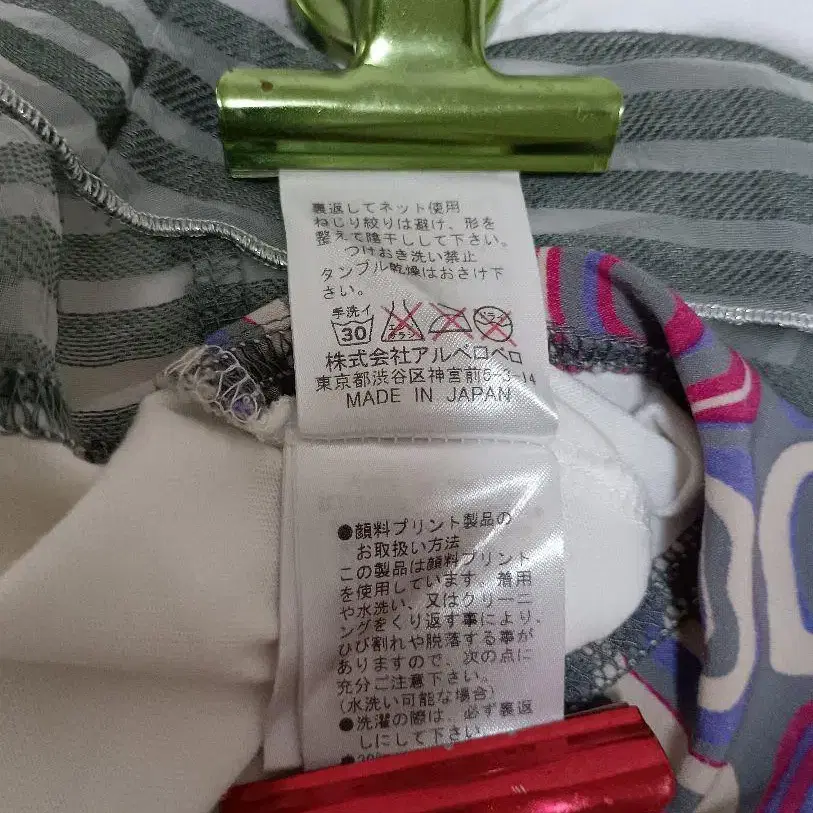 裏返してネット使用
ねじり絞りは避け、形を
整えて陰干しして下さい。
つけおき洗い禁止
タンブル乾燥はおさけ下
さい。
手洗イ
30
ドライ
株式会社アルベロベロ
東京都渋谷区神宮前5-3-14
MADE IN JAPAN
●顔料プリント製品の
お取扱い方法
この製品は顔料プリント
を使用しています。着用
や水洗い、又はクリーニ
ングをくり返す事により、
ひび割れや脱落する事が
ありますので、次の点に
充分ご注意下さい。
(水洗い可能な場合)
●洗濯の際は、必ず裏返
しにして下さい。